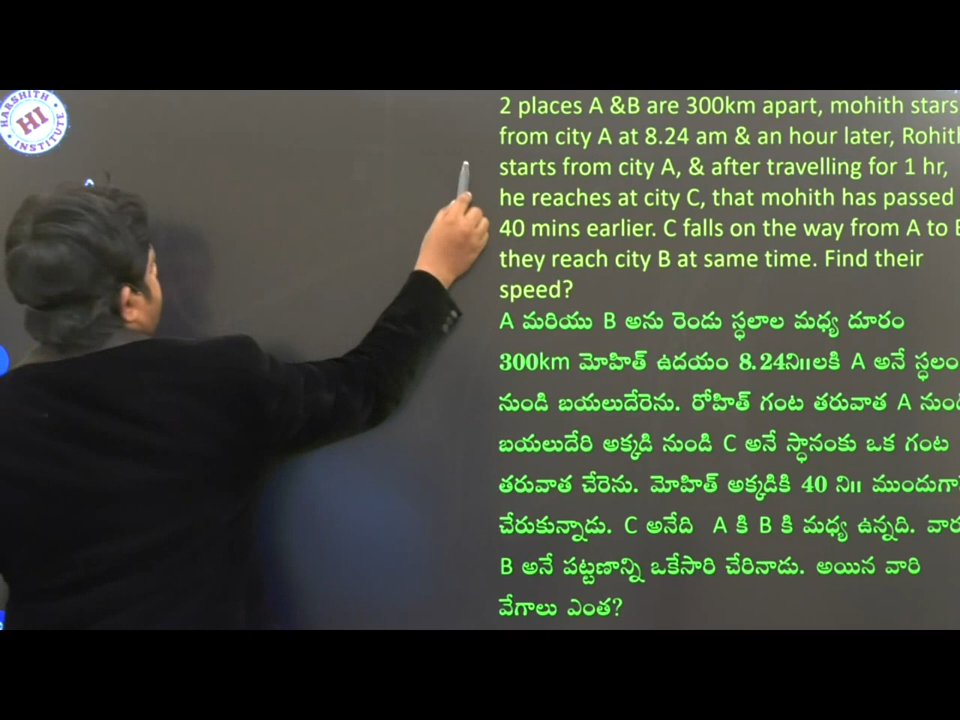 HARSHITH
HI
INSTITUTE
2 places A &B are 300km apart, mohith stars
from city A at 8.24 am & an hour later, Rohith
starts from city A, & after travelling for 1 hr,
he reaches at city C, that mohith has passed
40 mins earlier. C falls on the way from A to
they reach city B at same time. Find their
speed?
A మరియు B అను రెండు స్థలాల మధ్య దూరం
300km మోహిత్ ఉదయం 8.24ని॥లకి A అనే స్థలం
నుండి బయలుదేరెను. రోహిత్ గంట తరువాత A
బయలుదేరి అక్కడి నుండి C అనే స్థానంకు ఒక గంట
తరువాత చేరెను. మోహిత్ అక్కడికి 40 ని॥
చేరుకున్నాడు. C అనేది A కి B కి మధ్య ఉన్నది.
B అనే పట్టణాన్ని ఒకేసారి చేరినాడు. అయిన వారి
వేగాలు ఎంత?